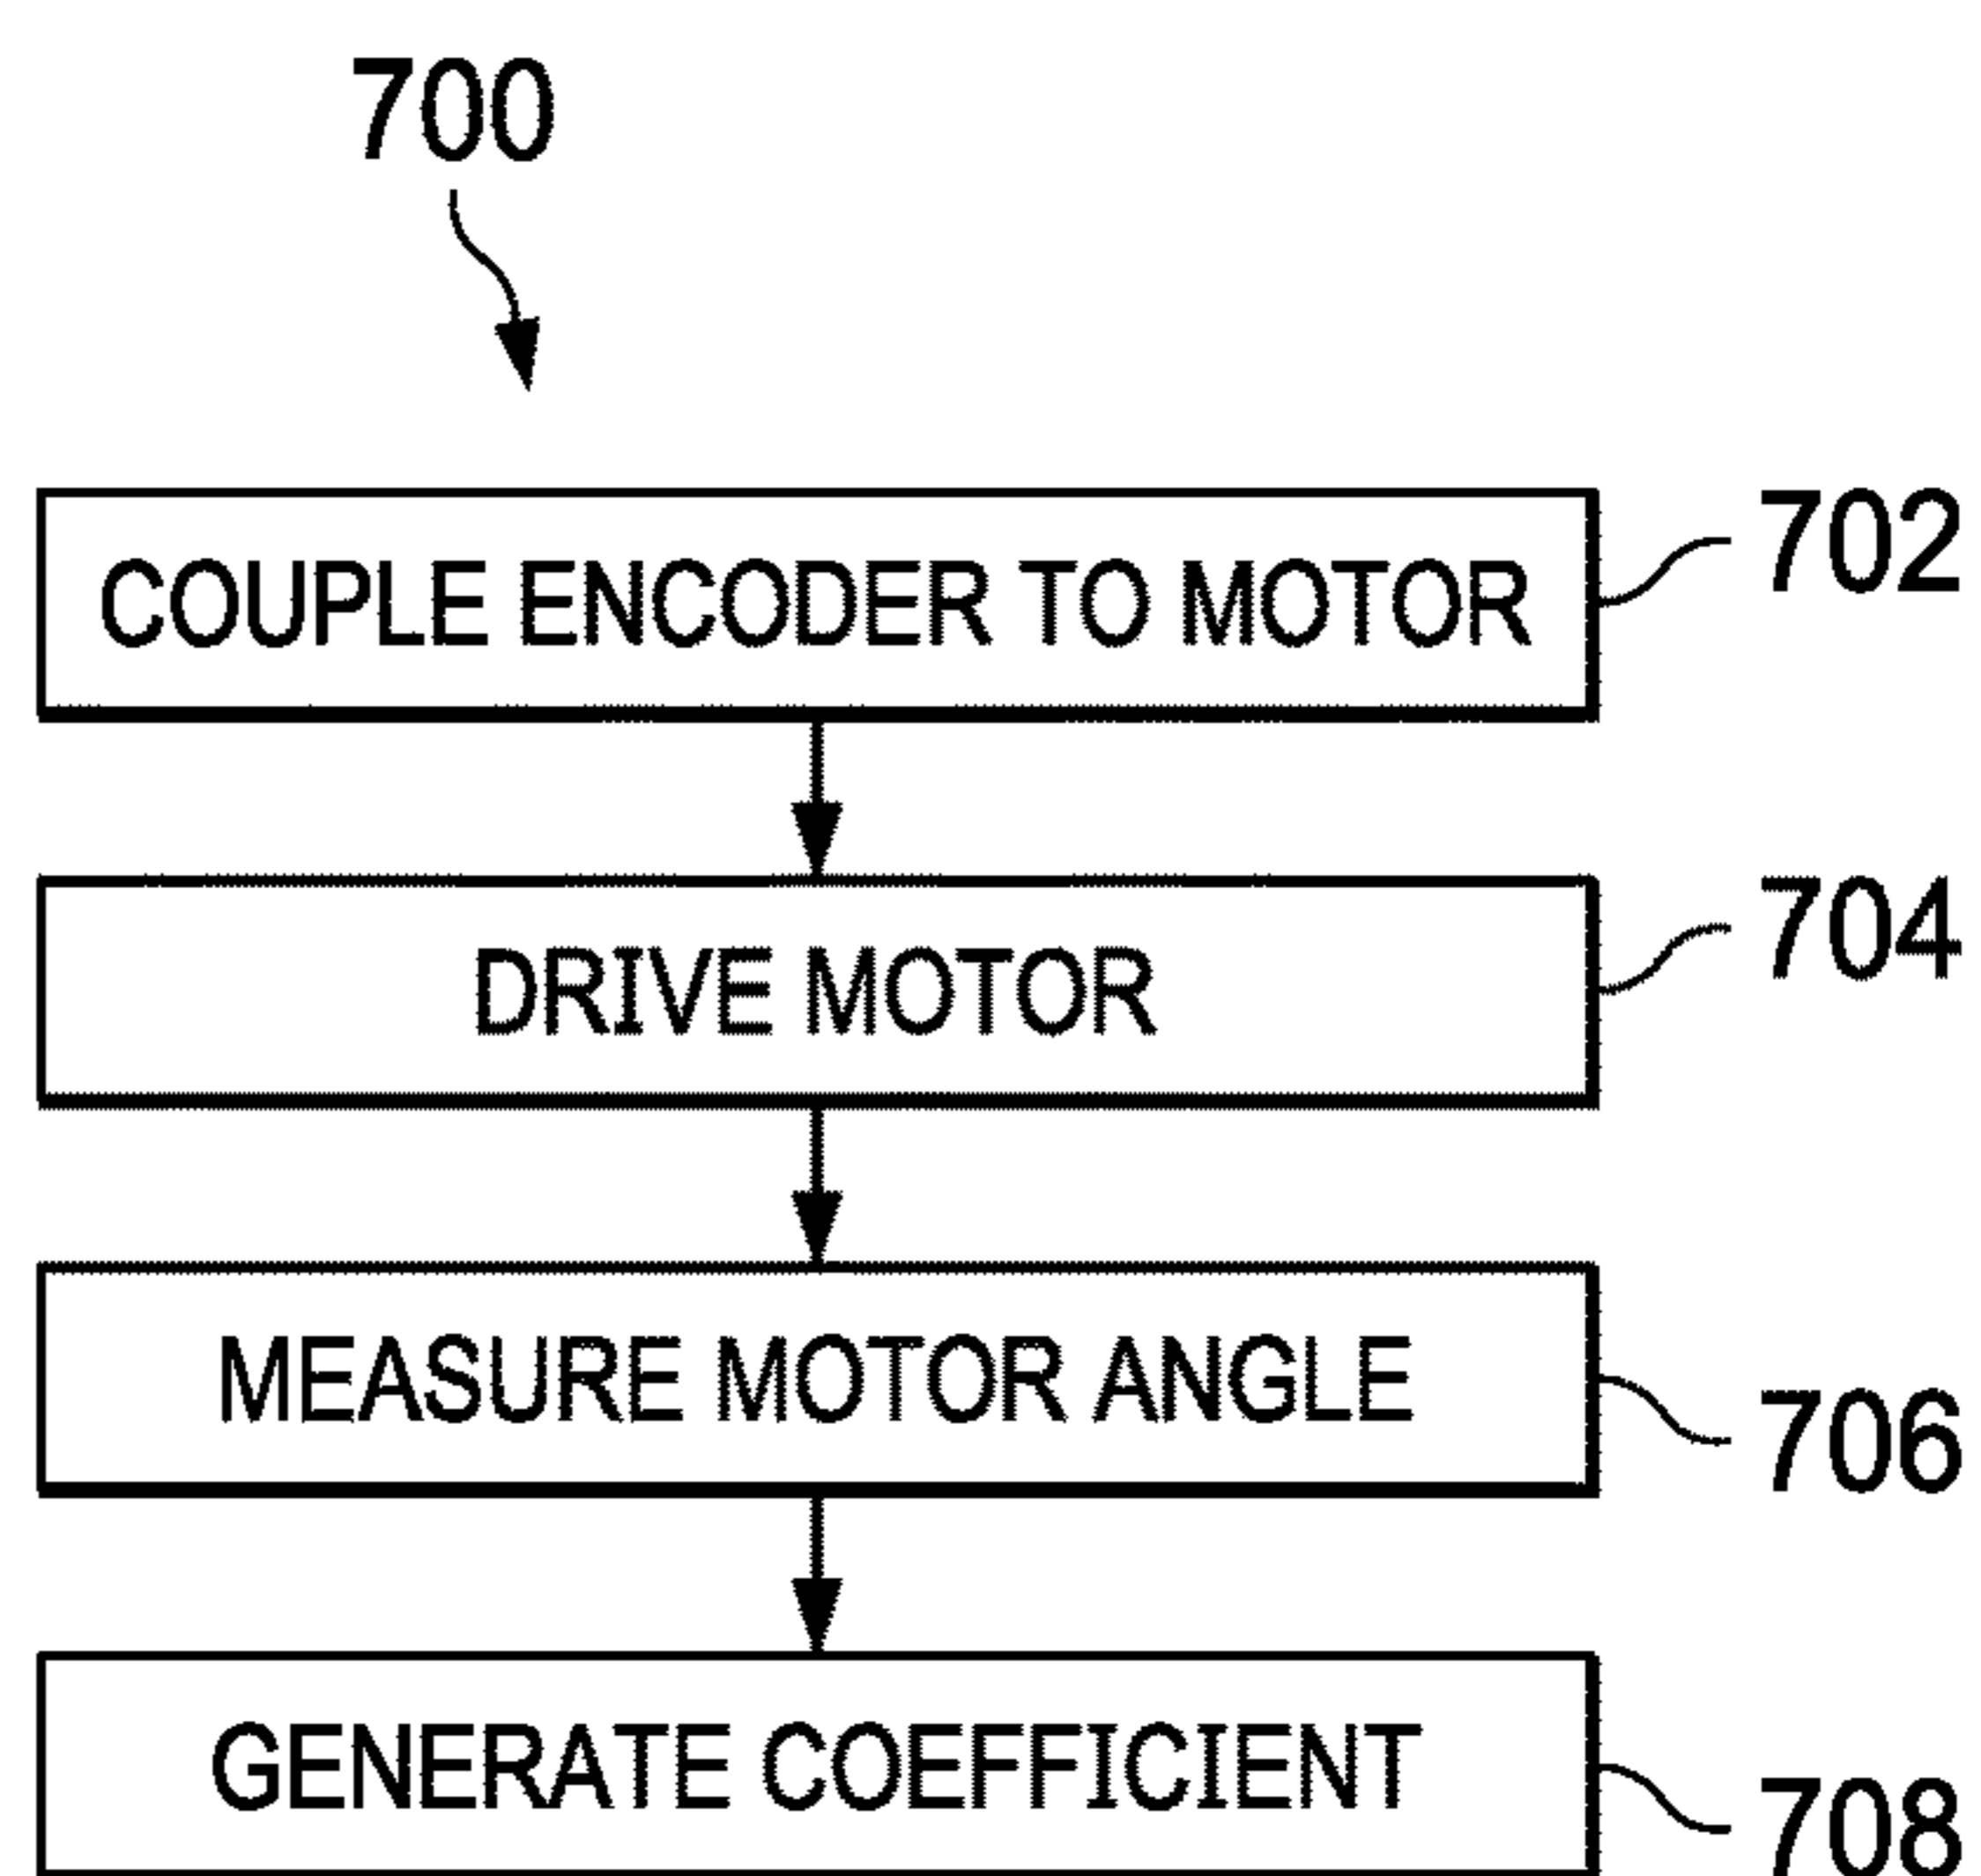 700
COUPLE ENCODER TO MOTOR
702
DRIVE MOTOR
704
MEASURE MOTOR ANGLE
706
GENERATE COEFFICIENT
708